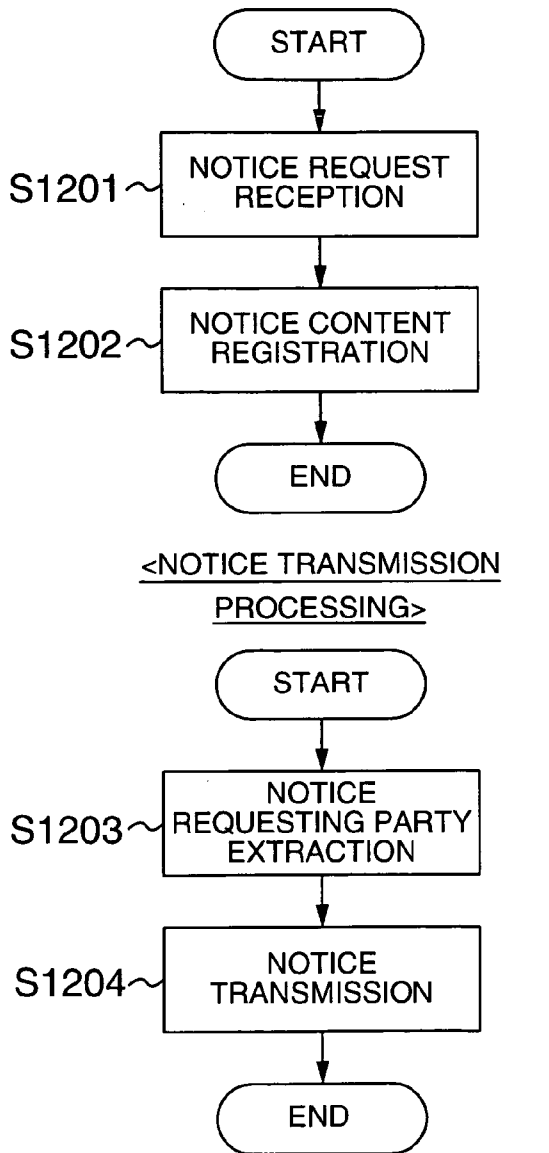 START
S1201
NOTICE REQUEST
RECEPTION
S1202
NOTICE CONTENT
REGISTRATION
END
<NOTICE TRANSMISSION
PROCESSING>
START
S1203
NOTICE
REQUESTING PARTY
EXTRACTION
S1204
NOTICE
TRANSMISSION
END